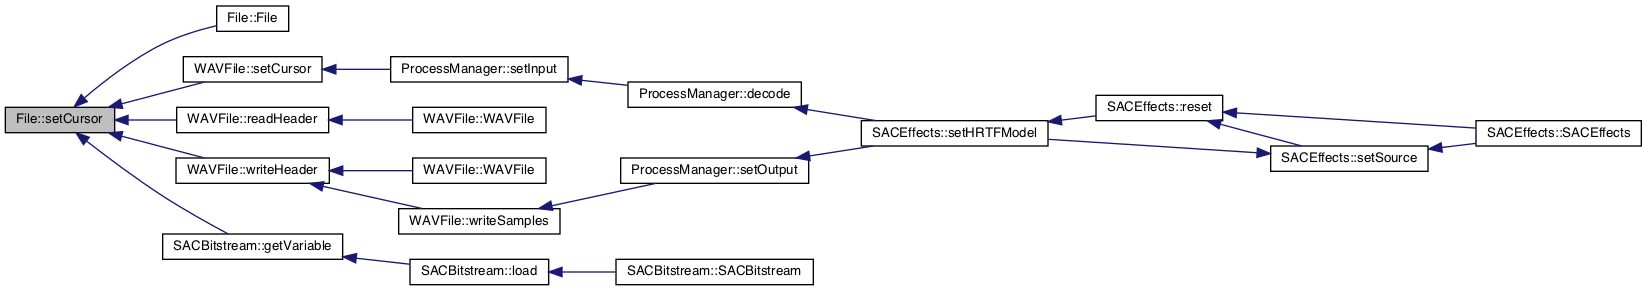 File::File
WAVFile::setCursor
ProcessManager::setInput
ProcessManager::decode
SACEffects::reset
File::setCursor
WAVFile::readHeader
WAVFile::WAVFile
SACEffects::setHRTFModel
SACEffects::SACEffects
SACEffects::setSource
WAVFile::writeHeader
WAVFile::WAVFile
ProcessManager::setOutput
WAVFile::writeSamples
SACBitstream::getVariable
SACBitstream::load
SACBitstream::SACBitstream